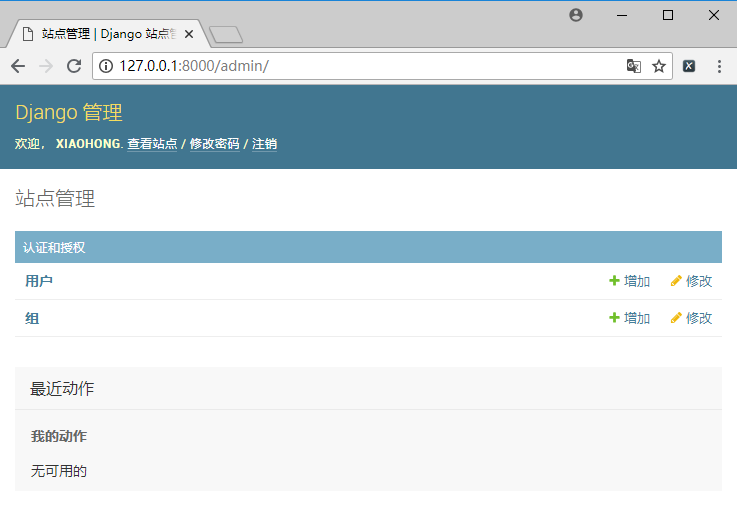 站点管理 | Django 站点
127.0.0.1:8000/admin/
Django 管理
欢迎， XIAOHONG. 查看站点 / 修改密码 / 注销
站点管理
认证和授权
用户 增加 修改
组 增加 修改
最近动作
我的动作
无可用的